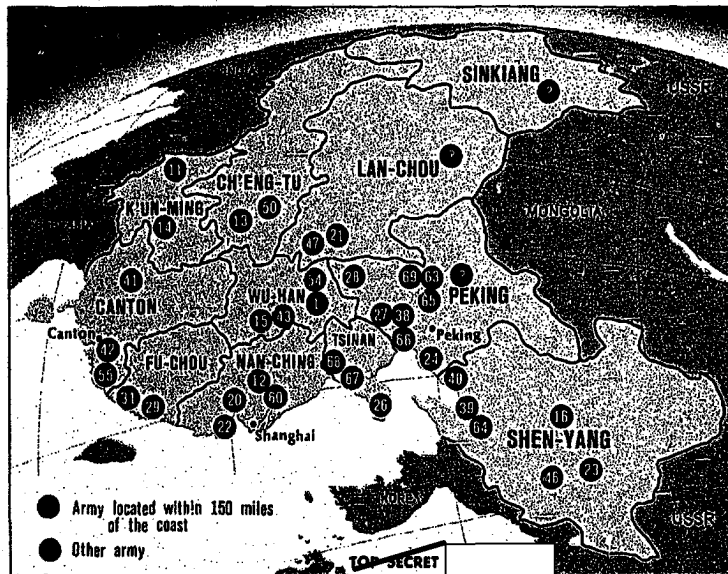 SINKIANG
USSR
?
?
LAN-CHOU
11
CH'ENG-TU
MONGOLIA
K'UN-MING
50
13
14
21
47
41
54
28
69
63
?
CANTON
WU-HAN
1
65
PEKING
15
43
27
38
Canton
TSINAN
Peking
42
FU-CHOU
NAN-CHING
68
66
24
55
12
67
40
31
29
20
60
26
39
16
22
Shanghai
64
SHEN-YANG
46
23
Army located within 150 miles
of the coast
KOREA
USSR
Other army
TOP SECRET